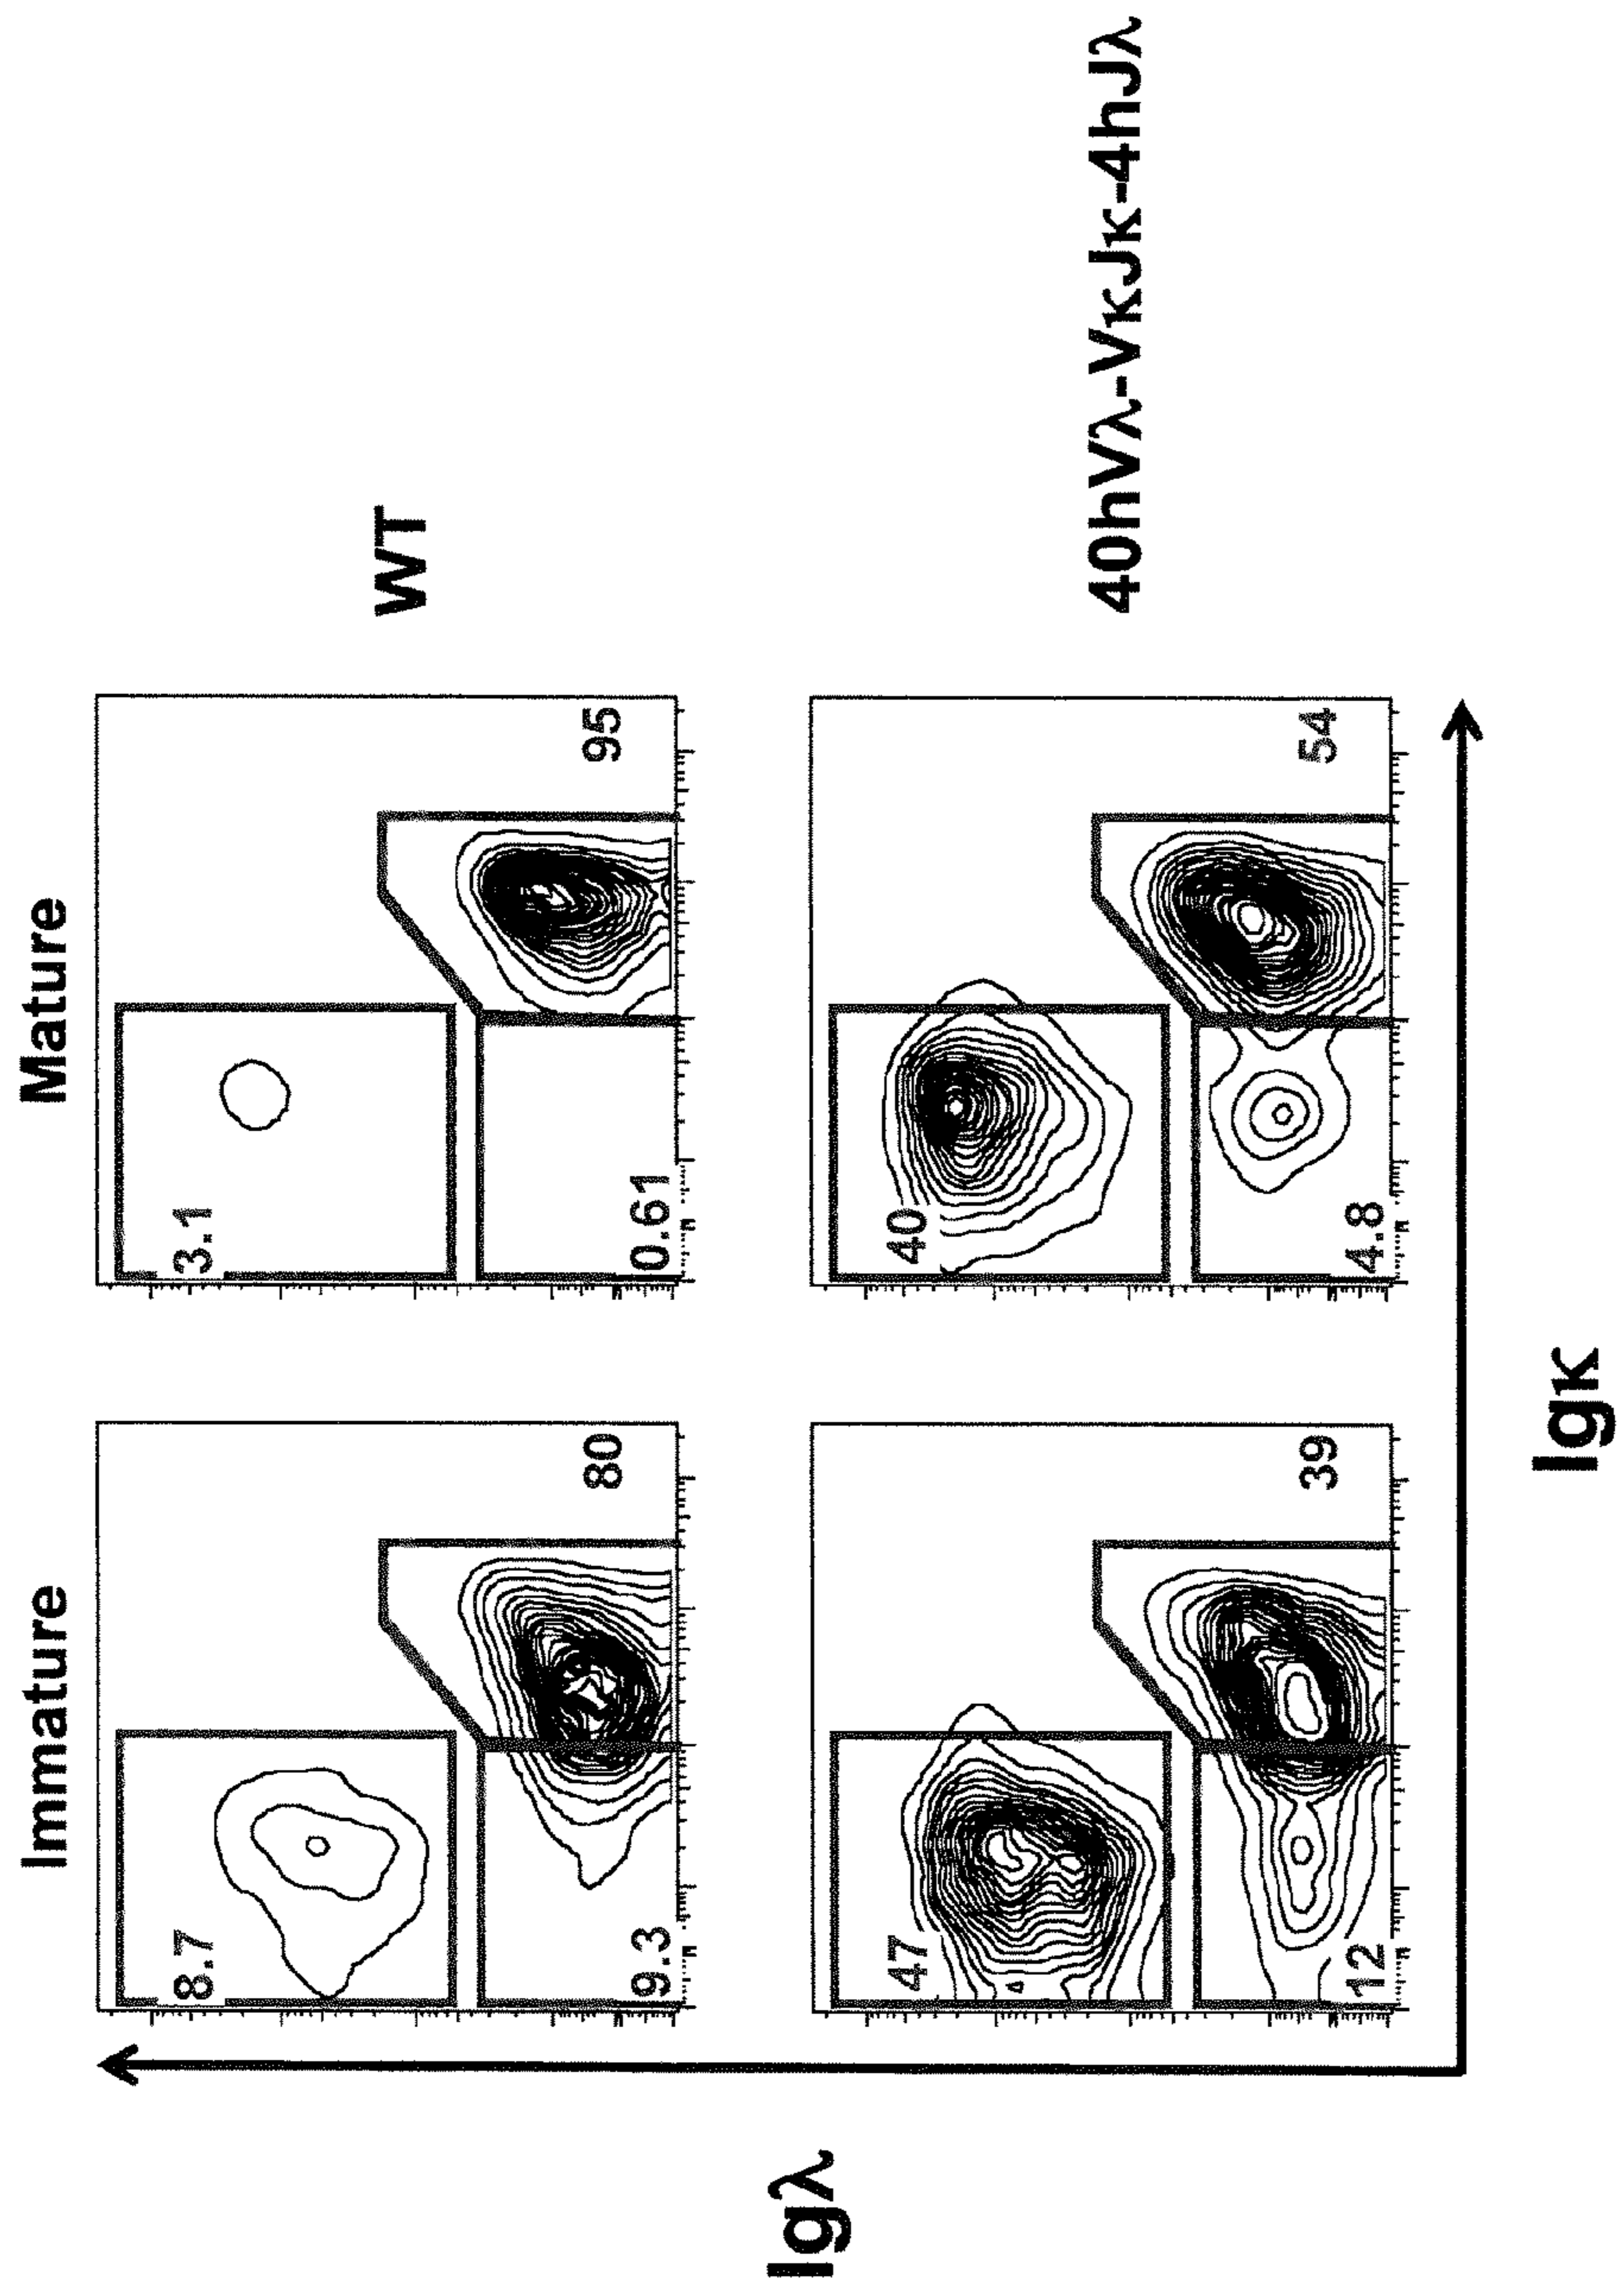 Immature
Mature
8.7
80
9.3
3.1
95
0.61
WT
47
39
12
40
54
4.8
40hVλ-VκJκ-4hJλ
Igλ
Igκ